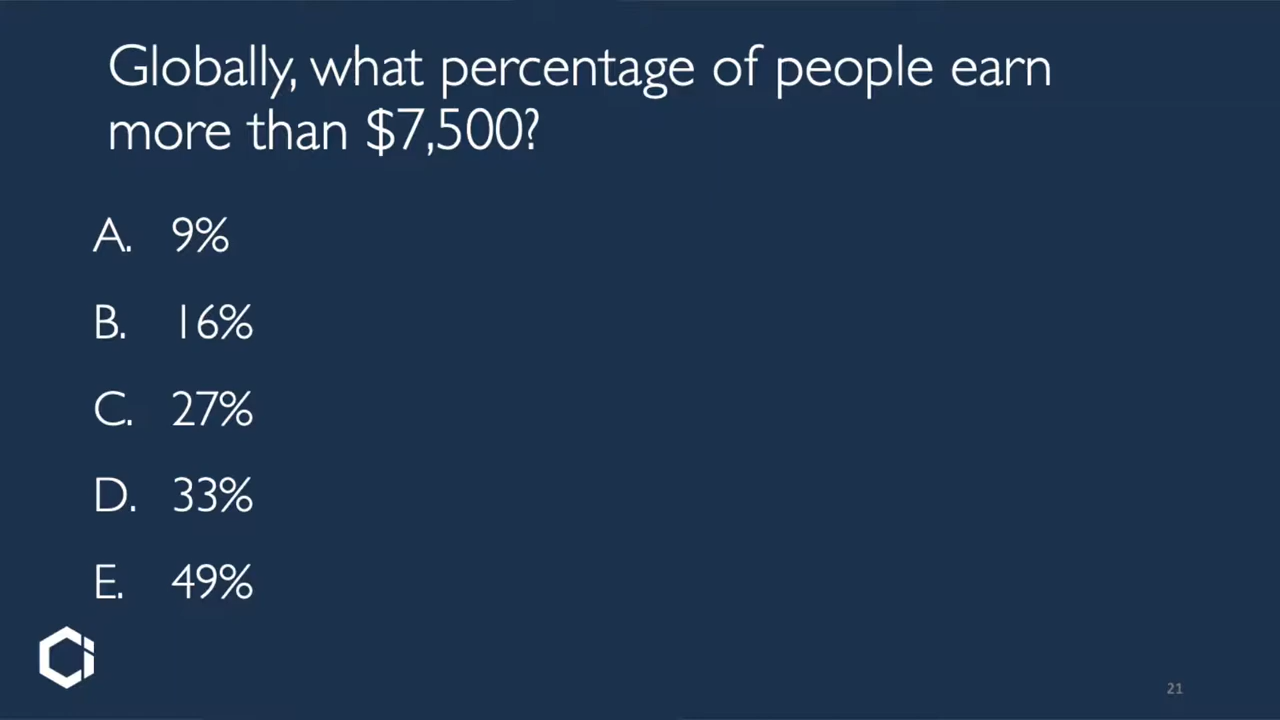 Globally, what percentage of people earn
more than $7,500?
A. 9%
B. 16%
C. 27%
D. 33%
E. 49%
21